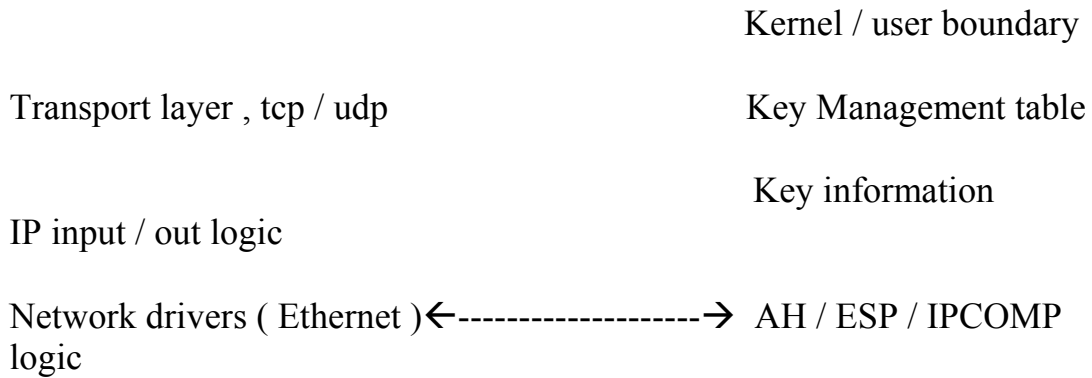 Kernel / user boundary
Transport layer , tcp / udp Key Management table
Key information
IP input / out logic
Network drivers ( Ethernet )←--------------------→ AH / ESP / IPCOMP
logic